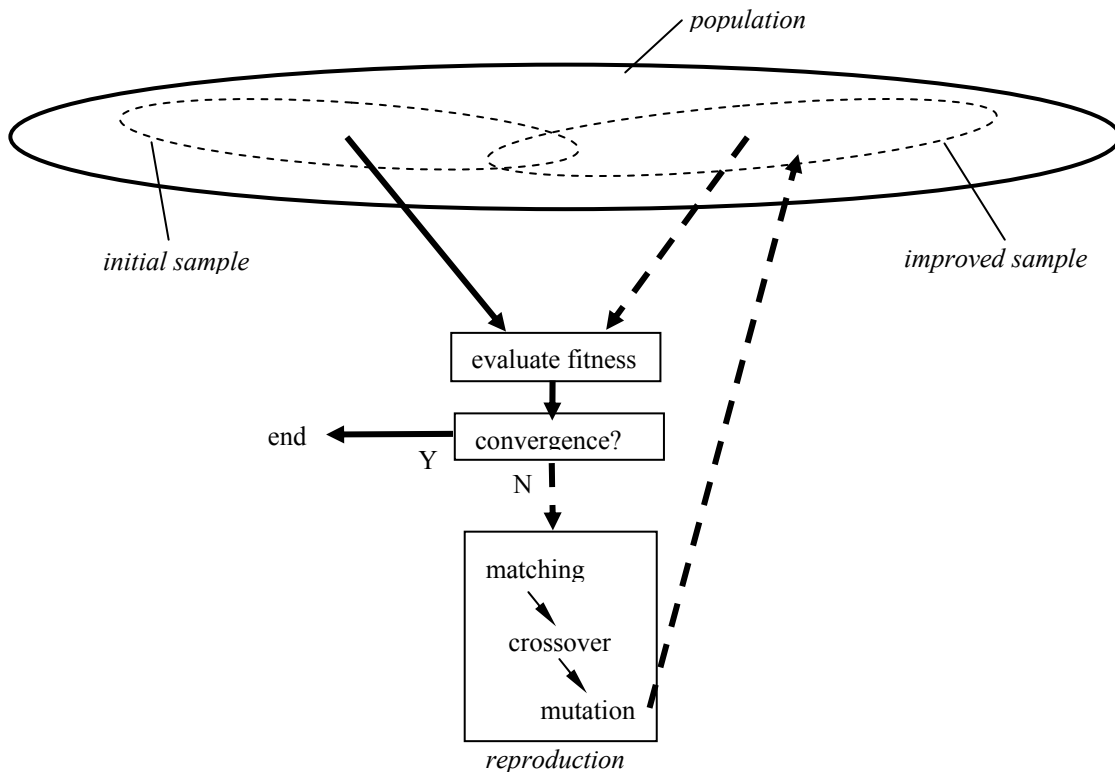 population
initial sample
improved sample
evaluate fitness
end
convergence?
Y
N
matching
crossover
mutation
reproduction